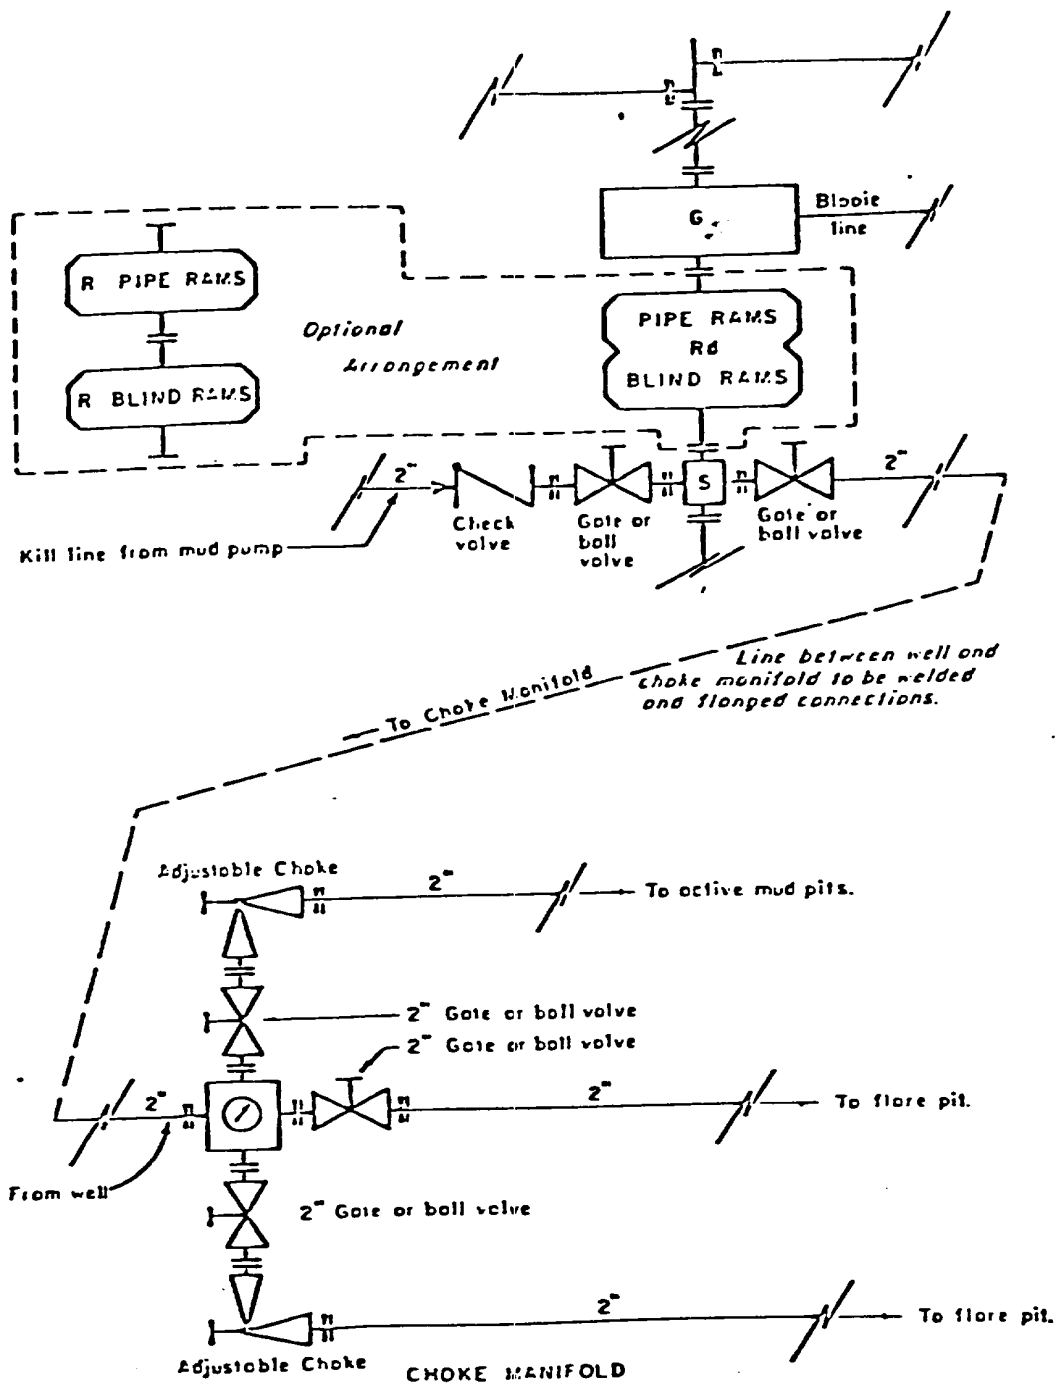 Blooie
line
G
R PIPE RAMS
R BLIND RAMS
Optional
Arrangement
PIPE RAMS
Rd
BLIND RAMS
2"
S
2"
Check
valve
Gate or
ball
valve
Gate or
ball valve
Kill line from mud pump
Line between well and
choke manifold to be welded
and flanged connections.
To Choke Manifold
Adjustable Choke
2"
To active mud pits.
2" Gate or ball valve
2" Gate or ball valve
2"
2"
To flare pit.
From well
2" Gate or ball valve
2"
To flare pit.
Adjustable Choke
CHOKE MANIFOLD